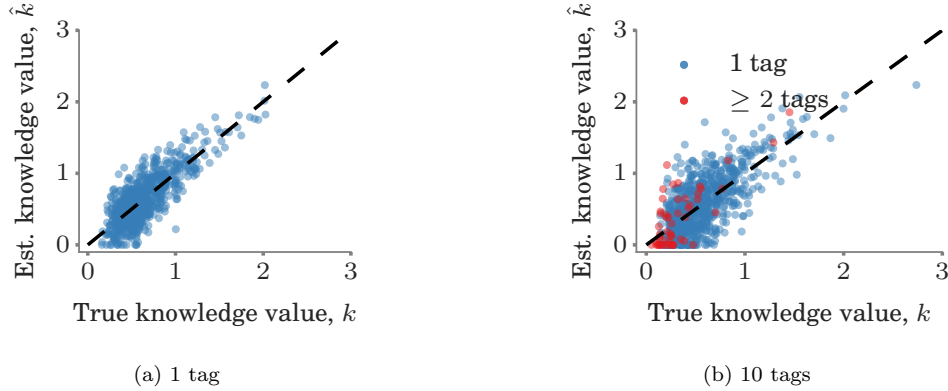 Est. knowledge value, k̂
3
2
1
0
0 1 2 3
True knowledge value, k
(a) 1 tag
Est. knowledge value, k̂
3
2
1
0
1 tag
≥ 2 tags
0 1 2 3
True knowledge value, k
(b) 10 tags